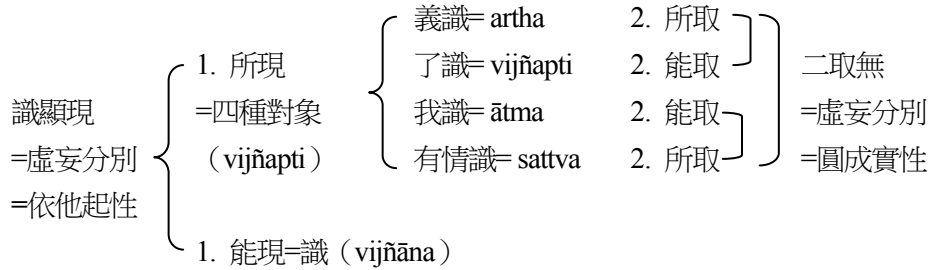 義識= artha 2. 所取
1. 所現 了識= vijñapti 2. 能取 二取無
識顯現 =四種對象 我識= ātma 2. 能取 =虛妄分別
=虛妄分別 （vijñapti） 有情識= sattva 2. 所取 =圓成實性
=依他起性
1. 能現=識（vijñāna）